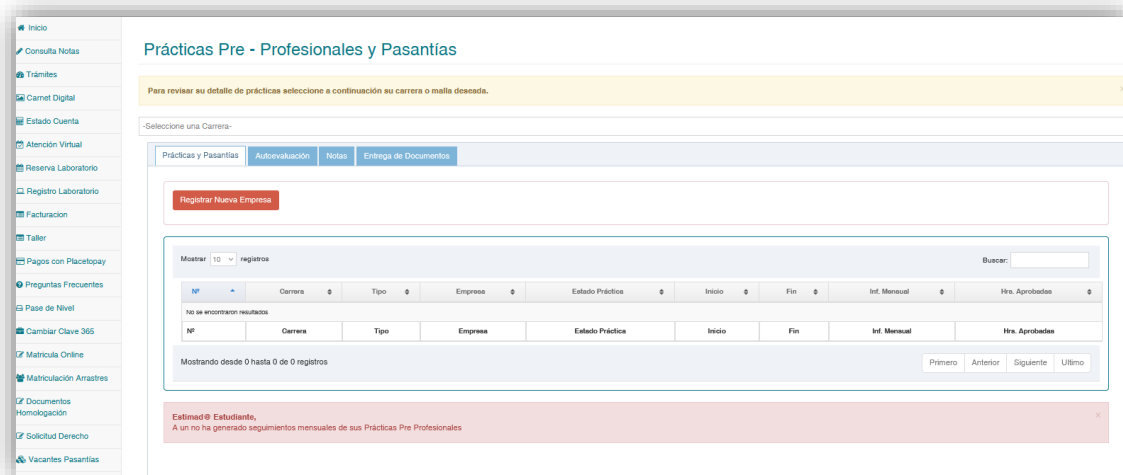 Inicio
Consulta Notas
Trámites
Carnet Digital
Estado Cuenta
Atención Virtual
Reserva Laboratorio
Registro Laboratorio
Facturacion
Taller
Pagos con Placetopay
Preguntas Frecuentes
Pase de Nivel
Cambiar Clave 365
Matricula Online
Matriculación Arrastres
Documentos
Homologación
Solicitud Derecho
Vacantes Pasantías
Prácticas Pre - Profesionales y Pasantías
Para revisar su detalle de prácticas seleccione a continuación su carrera o malla deseada.
×
-Seleccione una Carrera-
Prácticas y Pasantías Autoevaluación Notas Entrega de Documentos
Registrar Nueva Empresa
Mostrar 10 registros Buscar:
Nº Carrera Tipo Empresa Estado Práctica Inicio Fin Inf. Mensual Hrs. Aprobadas
No se encontraron resultados
Nº Carrera Tipo Empresa Estado Práctica Inicio Fin Inf. Mensual Hrs. Aprobadas
Mostrando desde 0 hasta 0 de 0 registros Primero Anterior Siguiente Ultimo
Estimad@ Estudiante, ×
A un no ha generado seguimientos mensuales de sus Prácticas Pre Profesionales